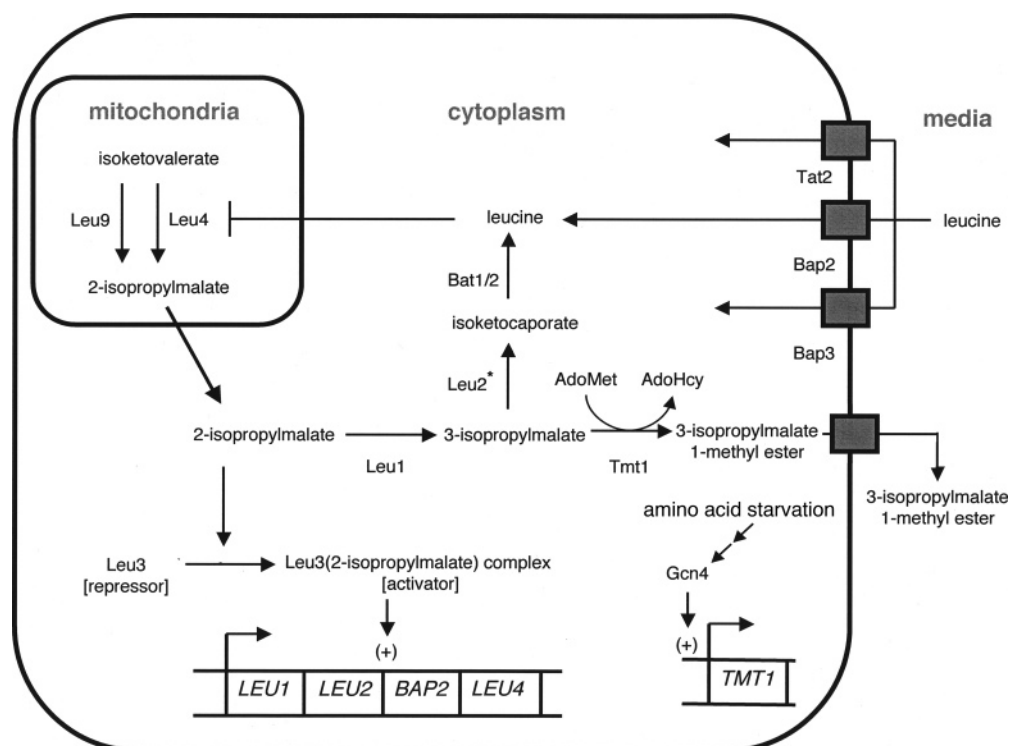 mitochondria
cytoplasm
media
isoketovalerate
Tat2
Leu9
Leu4
leucine
leucine
Bap2
2-isopropylmalate
Bat1/2
isoketocaporate
Bap3
Leu2*
AdoMet
AdoHcy
2-isopropylmalate
3-isopropylmalate
3-isopropylmalate
1-methyl ester
Leu1
Tmt1
3-isopropylmalate
1-methyl ester
amino acid starvation
Leu3
[repressor]
Leu3(2-isopropylmalate) complex
[activator]
Gcn4
(+)
(+)
LEU1 LEU2 BAP2 LEU4
TMT1